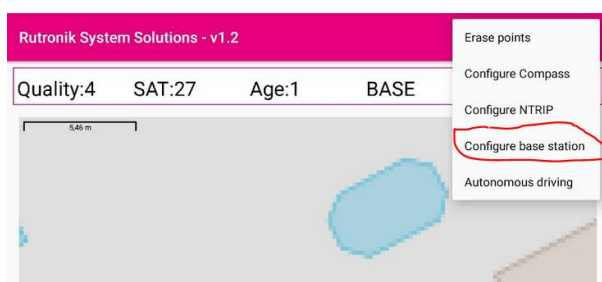 Rutronik System Solutions - v1.2
Erase points
Configure Compass
Configure NTRIP
Configure base station
Autonomous driving
Quality:4 SAT:27 Age:1 BASE
5,46 m